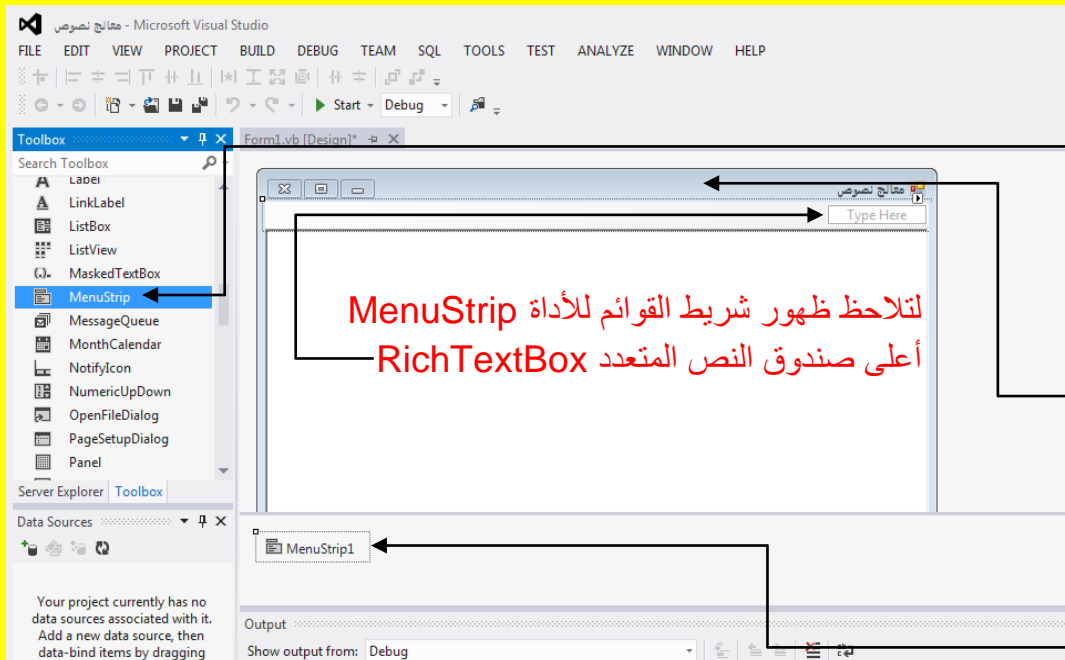 معالج نصوص - Microsoft Visual Studio
FILE EDIT VIEW PROJECT BUILD DEBUG TEAM SQL TOOLS TEST ANALYZE WINDOW HELP
Start Debug
Toolbox
Form1.vb [Design]*
Search Toolbox
Label
LinkLabel
ListBox
ListView
MaskedTextBox
MenuStrip
MessageQueue
MonthCalendar
NotifyIcon
NumericUpDown
OpenFileDialog
PageSetupDialog
Panel
Server Explorer Toolbox
معالج نصوص
Type Here
لتلاحظ ظهور شريط القوائم للأداة MenuStrip
أعلى صندوق النص المتعدد RichTextBox
Data Sources
Your project currently has no
data sources associated with it.
Add a new data source, then
data-bind items by dragging
MenuStrip1
Output
Show output from: Debug